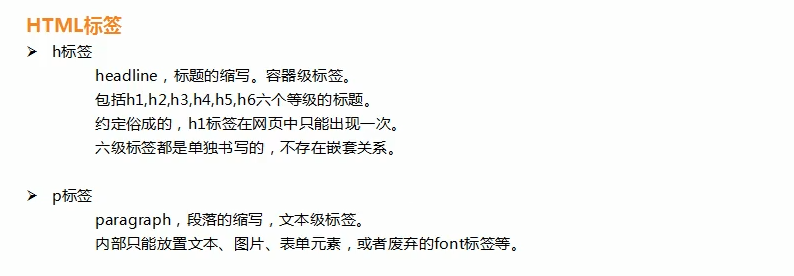 HTML标签
➢ h标签
headline，标题的缩写。容器级标签。
包括h1,h2,h3,h4,h5,h6六个等级的标题。
约定俗成的，h1标签在网页中只能出现一次。
六级标签都是单独书写的，不存在嵌套关系。
➢ p标签
paragraph，段落的缩写，文本级标签。
内部只能放置文本、图片、表单元素，或者废弃的font标签等。